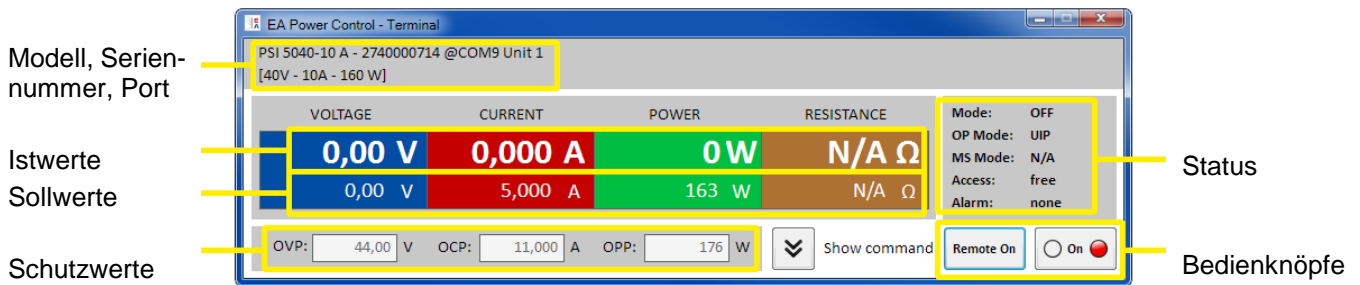 EA Power Control - Terminal
Modell, Serien-
nummer, Port
PSI 5040-10 A - 2740000714 @COM9 Unit 1
[40V - 10A - 160 W]
VOLTAGE CURRENT POWER RESISTANCE
Istwerte
0,00 V 0,000 A 0 W N/A Ω
Sollwerte
0,00 V 5,000 A 163 W N/A Ω
Mode: OFF
OP Mode: UIP
MS Mode: N/A
Access: free
Alarm: none
Status
Schutzwerte
OVP: 44,00 V OCP: 11,000 A OPP: 176 W
Show command
Remote On
On
Bedienknöpfe